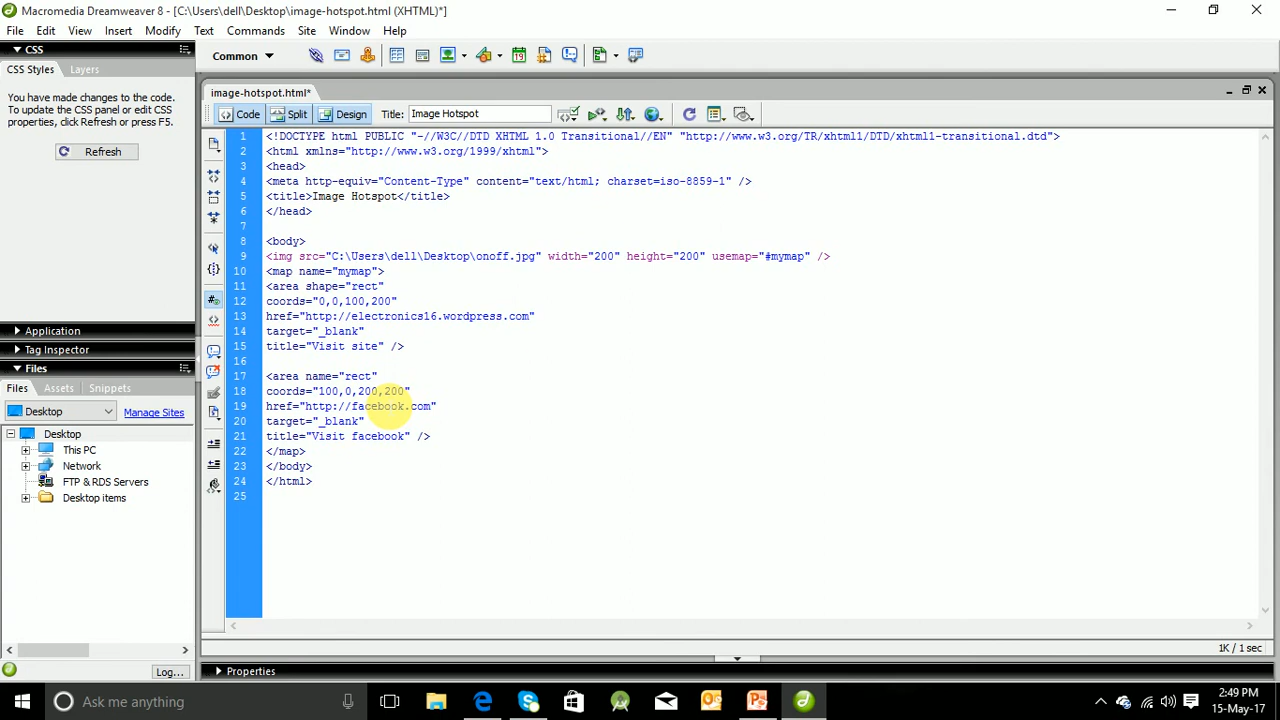 Macromedia Dreamweaver 8 - [C:\Users\dell\Desktop\image-hotspot.html (XHTML)*]
File Edit View Insert Modify Text Commands Site Window Help
CSS
CSS Styles Layers
You have made changes to the code.
To update the CSS panel or edit CSS
properties, click Refresh or press F5.
Refresh
Application
Tag Inspector
Files
Files Assets Snippets
Desktop Manage Sites
Desktop
This PC
Network
FTP & RDS Servers
Desktop items
Log...
Common
image-hotspot.html*
Code Split Design Title: Image Hotspot
1 <!DOCTYPE html PUBLIC "-//W3C//DTD XHTML 1.0 Transitional//EN" "http://www.w3.org/TR/xhtml1/DTD/xhtml1-transitional.dtd">
2 <html xmlns="http://www.w3.org/1999/xhtml">
3 <head>
4 <meta http-equiv="Content-Type" content="text/html; charset=iso-8859-1" />
5 <title>Image Hotspot</title>
6 </head>
7
8 <body>
9 <img src="C:\Users\dell\Desktop\onoff.jpg" width="200" height="200" usemap="#mymap" />
10 <map name="mymap">
11 <area shape="rect"
12 coords="0,0,100,200"
13 href="http://electronics16.wordpress.com"
14 target="_blank"
15 title="Visit site" />
16
17 <area name="rect"
18 coords="100,0,200,200"
19 href="http://facebook.com"
20 target="_blank"
21 title="Visit facebook" />
22 </map>
23 </body>
24 </html>
25
1K / 1 sec
Properties
Ask me anything
2:49 PM
15-May-17